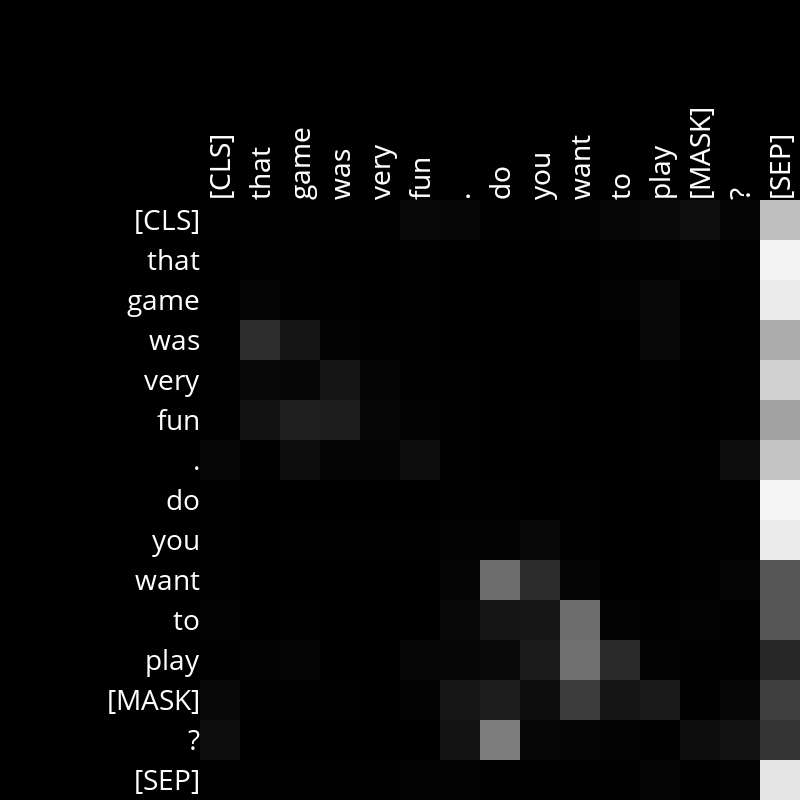 [CLS] that game was very fun . do you want to play [MASK] ? [SEP]
[CLS]
that
game
was
very
fun
.
do
you
want
to
play
[MASK]
?
[SEP]